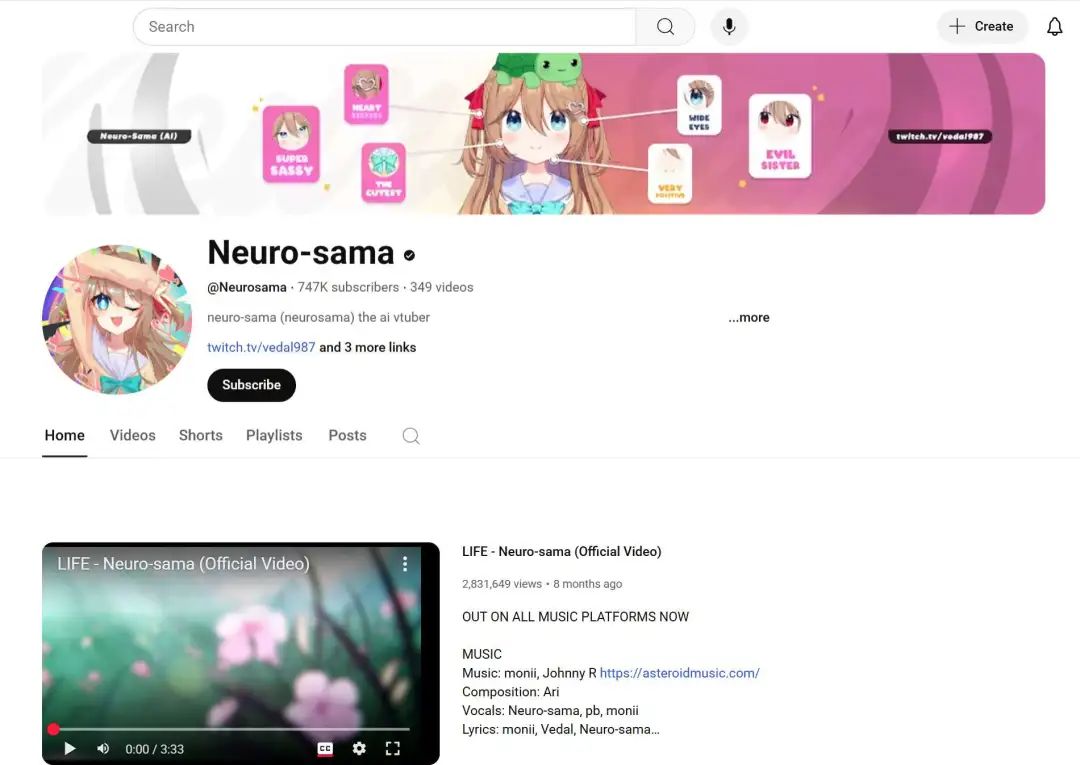 Search
Create
Neuro-Sama (AI)
SUPER
SASSY
HEART
THE
CUTEST
WIDE
EYES
VERY
POSITIVE
EVIL
SISTER
twitch.tv/vedal987
Neuro-sama
@Neurosama · 747K subscribers · 349 videos
neuro-sama (neurosama) the ai vtuber
...more
twitch.tv/vedal987 and 3 more links
Subscribe
Home
Videos
Shorts
Playlists
Posts
LIFE - Neuro-sama (Official Video)
0:00 / 3:33
CC
LIFE - Neuro-sama (Official Video)
2,831,649 views • 8 months ago
OUT ON ALL MUSIC PLATFORMS NOW
MUSIC
Music: monii, Johnny R https://asteroidmusic.com/
Composition: Ari
Vocals: Neuro-sama, pb, monii
Lyrics: monii, Vedal, Neuro-sama...